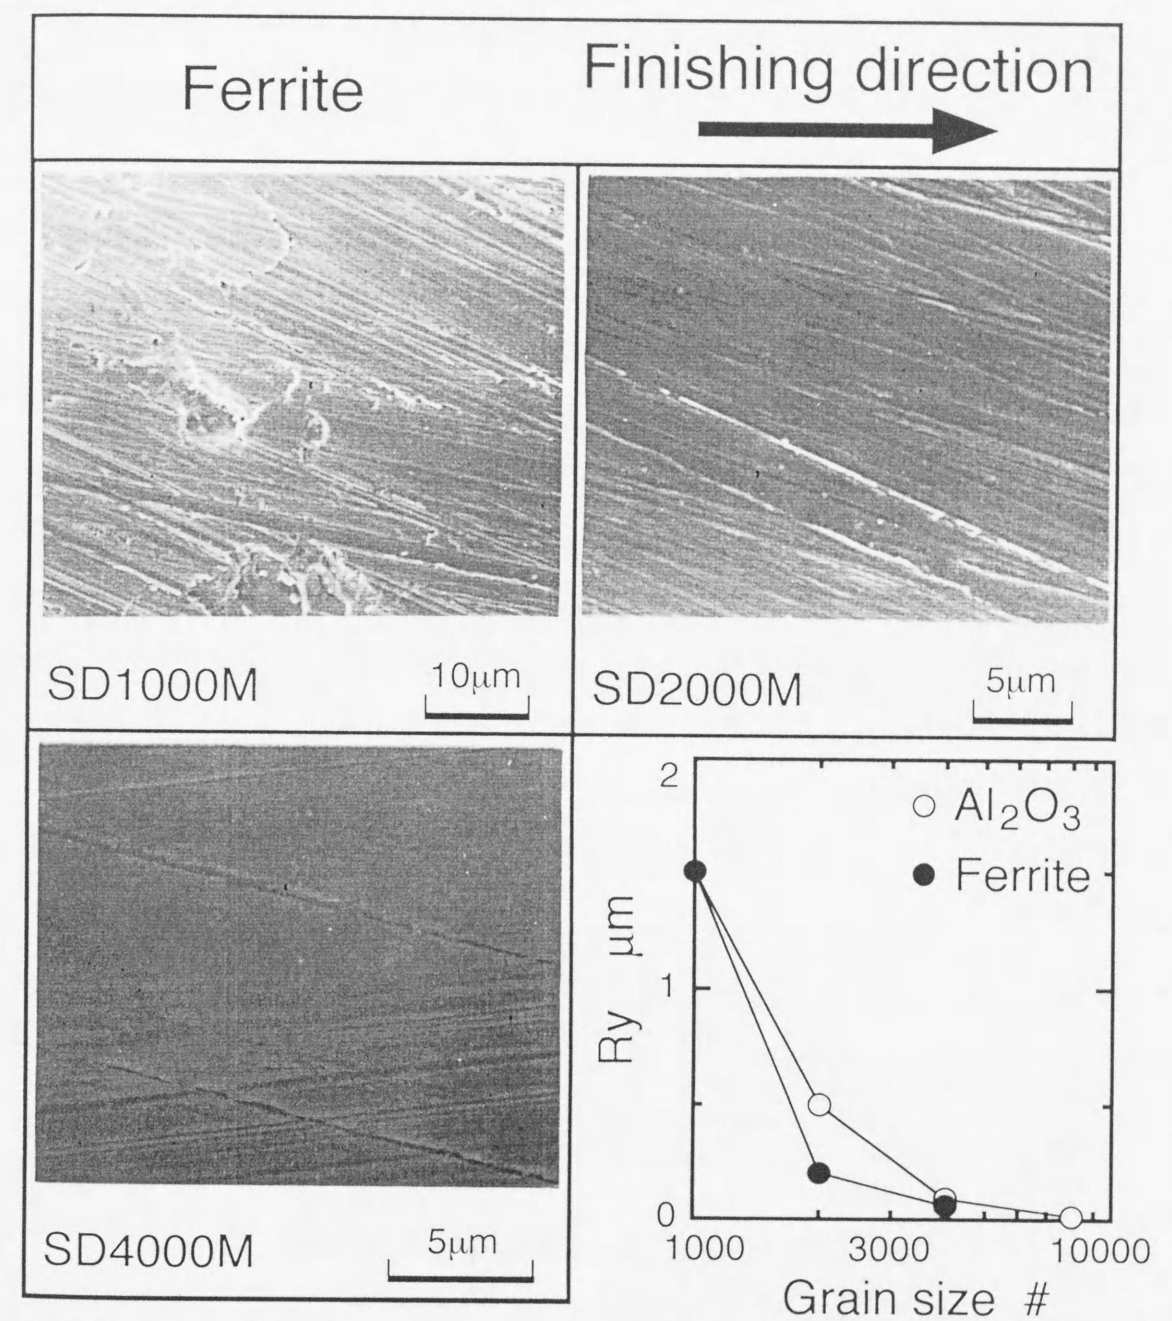 Ferrite
Finishing direction
SD1000M
10μm
SD2000M
5μm
SD4000M
5μm
2
1
0
Ry μm
Al₂O₃
Ferrite
1000
3000
10000
Grain size #